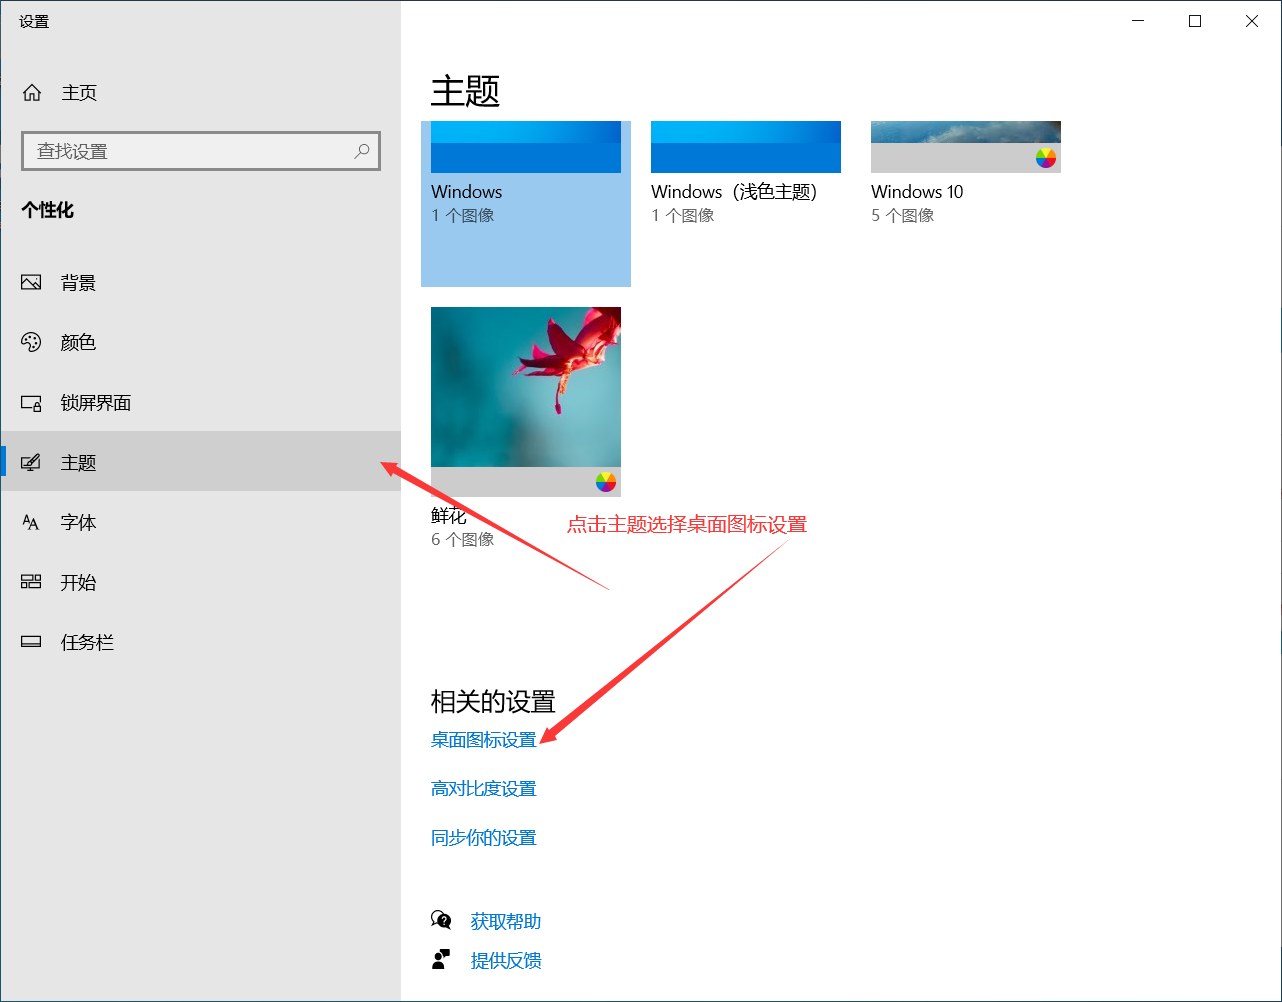 设置
主页
查找设置
个性化
背景
颜色
锁屏界面
主题
字体
开始
任务栏
主题
Windows
1 个图像
Windows（浅色主题）
1 个图像
Windows 10
5 个图像
鲜花
6 个图像
点击主题选择桌面图标设置
相关的设置
桌面图标设置
高对比度设置
同步你的设置
获取帮助
提供反馈